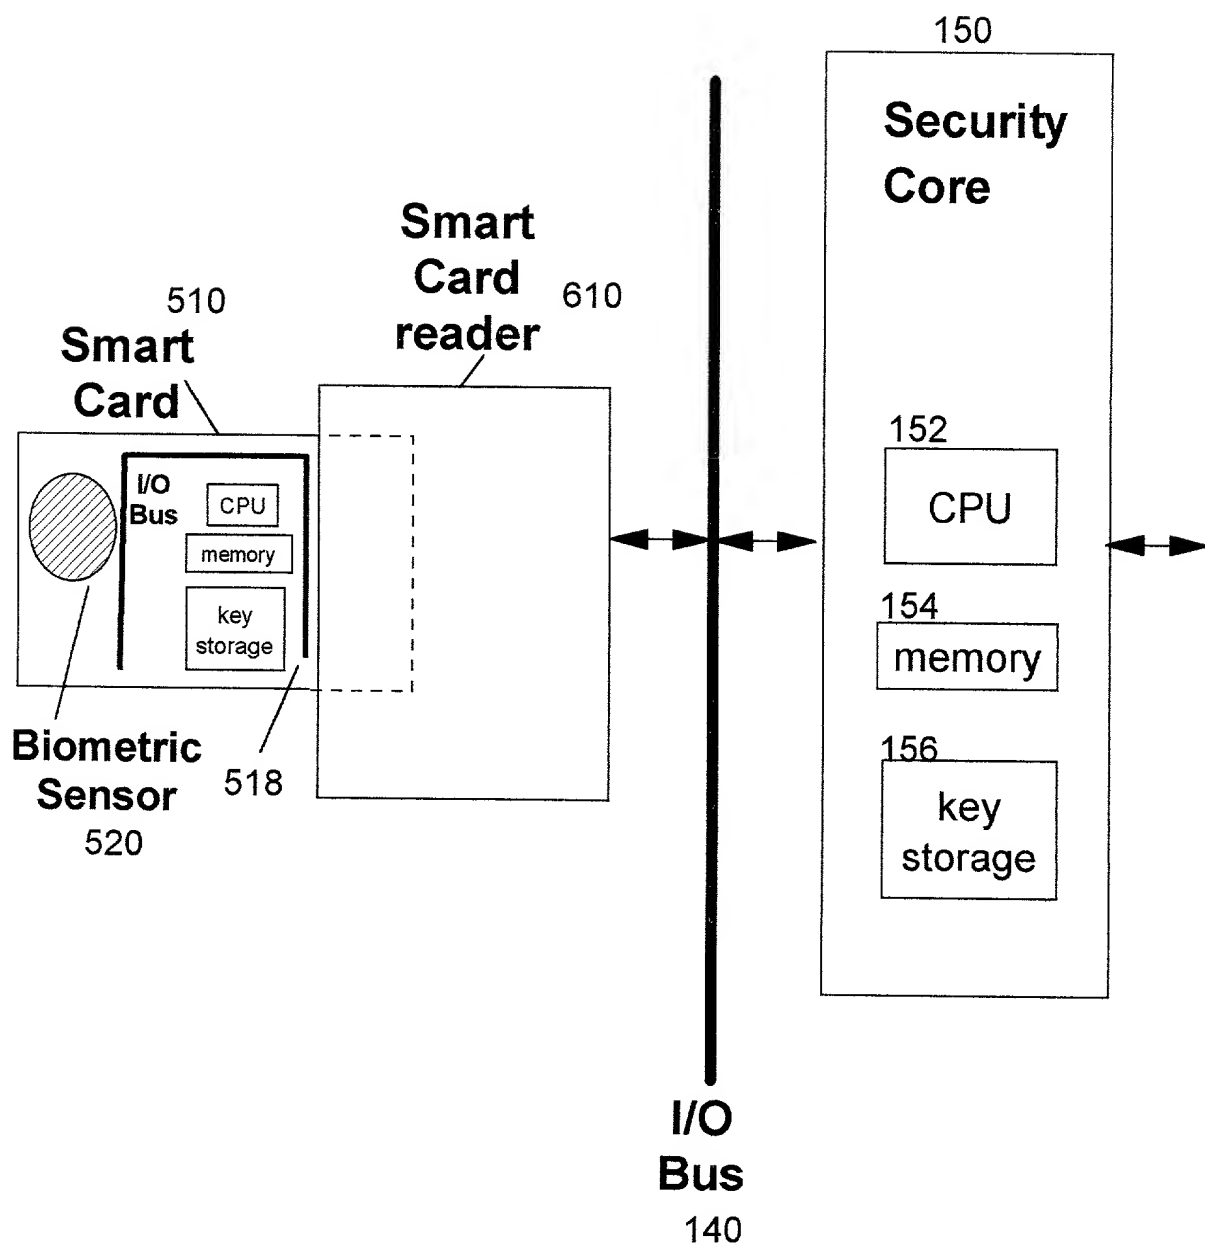 150
Security
Core
Smart
Card
reader
610
510
Smart
Card
I/O
Bus
CPU
memory
key
storage
152
CPU
154
memory
156
key
storage
Biometric
Sensor
520
518
I/O
Bus
140